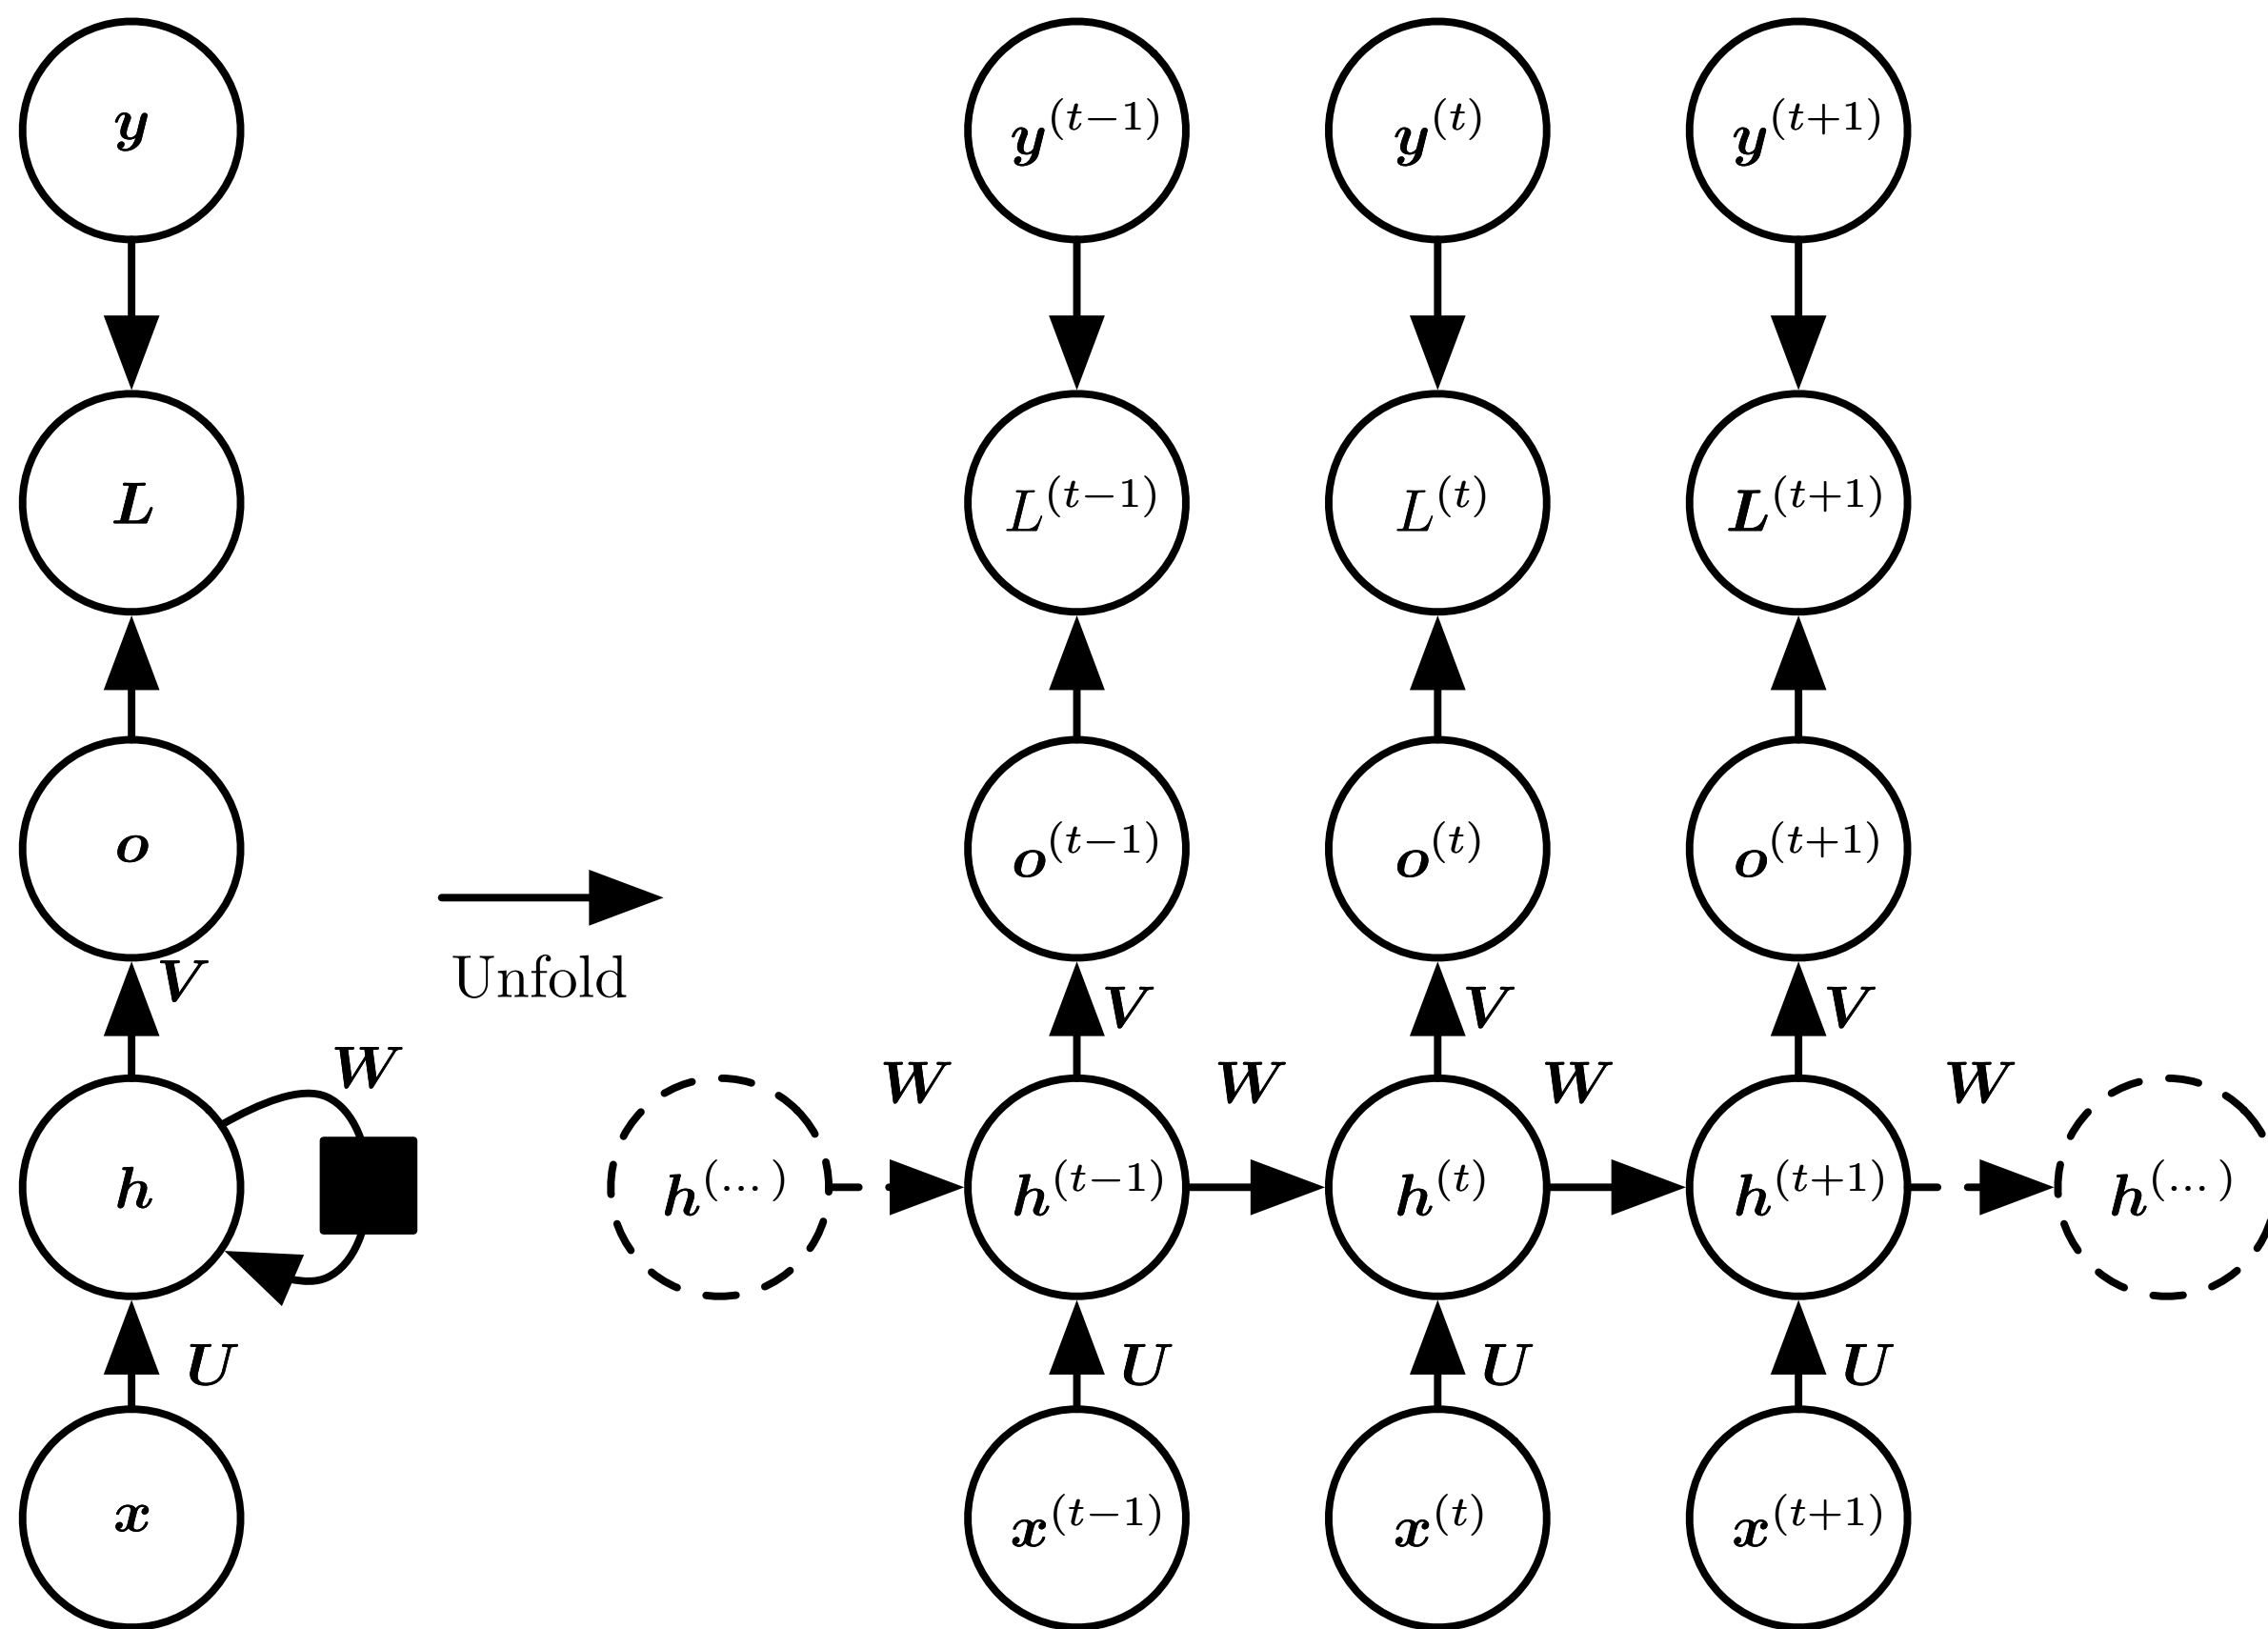 y y^(t−1) y^(t) y^(t+1)
L L^(t−1) L^(t) L^(t+1)
o o^(t−1) o^(t) o^(t+1)
V Unfold V V V
W W W W W
h h^(...) h^(t−1) h^(t) h^(t+1) h^(...)
U U U U
x x^(t−1) x^(t) x^(t+1)